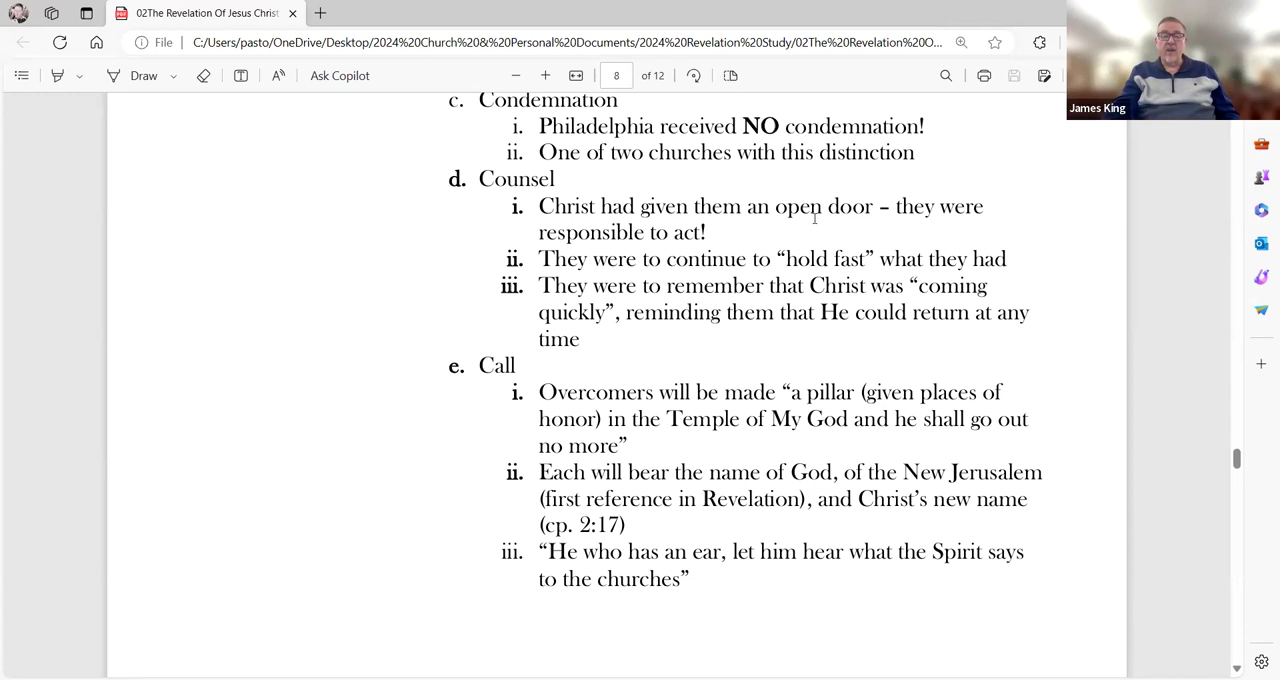 02The Revelation Of Jesus Christ
File
C:/Users/pasto/OneDrive/Desktop/2024%20Church%20&%20Personal%20Documents/2024%20Revelation%20Study/02The%20Revelation%20O...
Draw
Ask Copilot
8 of 12
James King
c. Condemnation
i. Philadelphia received NO condemnation!
ii. One of two churches with this distinction
d. Counsel
i. Christ had given them an open door – they were
responsible to act!
ii. They were to continue to “hold fast” what they had
iii. They were to remember that Christ was “coming
quickly”, reminding them that He could return at any
time
e. Call
i. Overcomers will be made “a pillar (given places of
honor) in the Temple of My God and he shall go out
no more”
ii. Each will bear the name of God, of the New Jerusalem
(first reference in Revelation), and Christ’s new name
(cp. 2:17)
iii. “He who has an ear, let him hear what the Spirit says
to the churches”